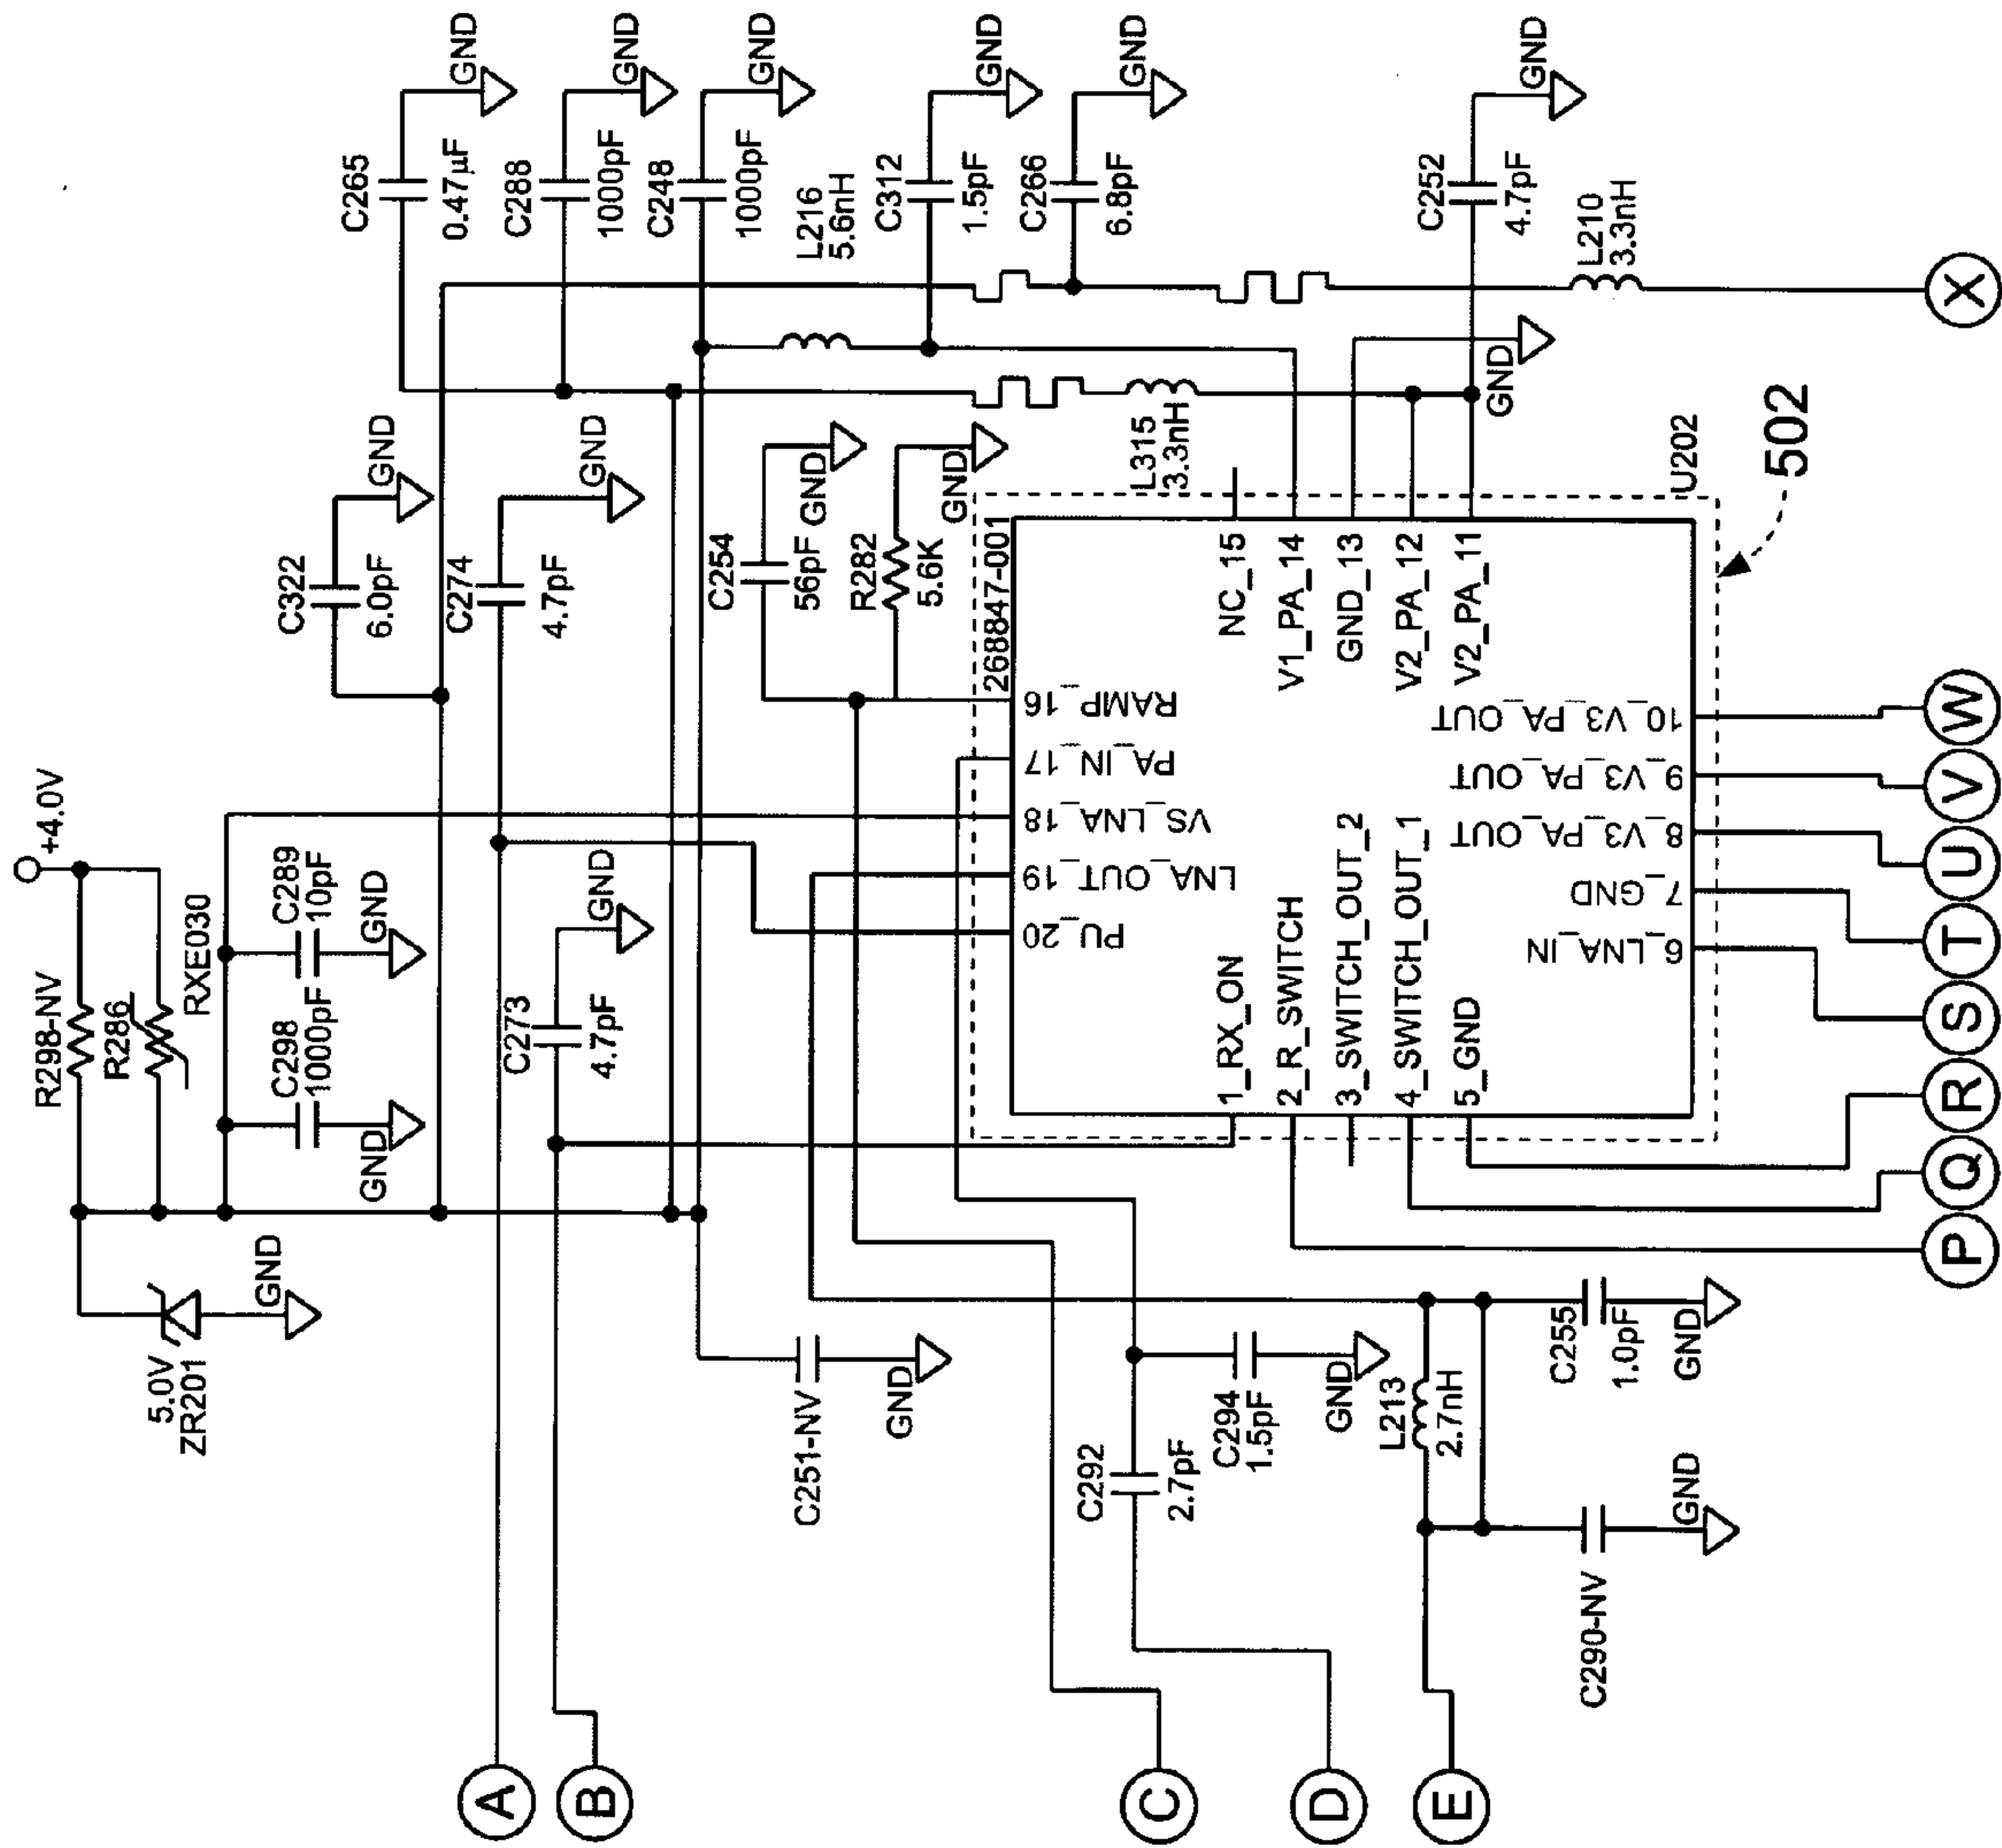 +4.0V
R298-NV
R286
RXE030
5.0V
ZR201
GND
C298
1000pF
GND
C289
10pF
GND
C322
6.0pF
GND
C274
4.7pF
GND
C265
0.47µF
GND
C288
1000pF
GND
C248
1000pF
GND
L216
5.6nH
C312
1.5pF
GND
C266
6.8pF
GND
C252
4.7pF
GND
L210
3.3nH
X
A
B
C273
4.7pF
GND
C254
56pF
GND
R282
5.6K
GND
L315
3.3nH
GND
C251-NV
GND
C
C292
2.7pF
D
C294
1.5pF
GND
L213
2.7nH
E
C255
1.0pF
GND
C290-NV
GND
268847-001
U202
502
RAMP_16
PA_IN_17
VS_LNA_18
LNA_OUT_19
PU_20
1_RX_ON
2_R_SWITCH
3_SWITCH_OUT_2
4_SWITCH_OUT_1
5_GND
NC_15
V1_PA_14
GND_13
V2_PA_12
V2_PA_11
6_LNA_IN
7_GND
8_V3_PA_OUT
9_V3_PA_OUT
10_V3_PA_OUT
P
Q
R
S
T
U
V
W